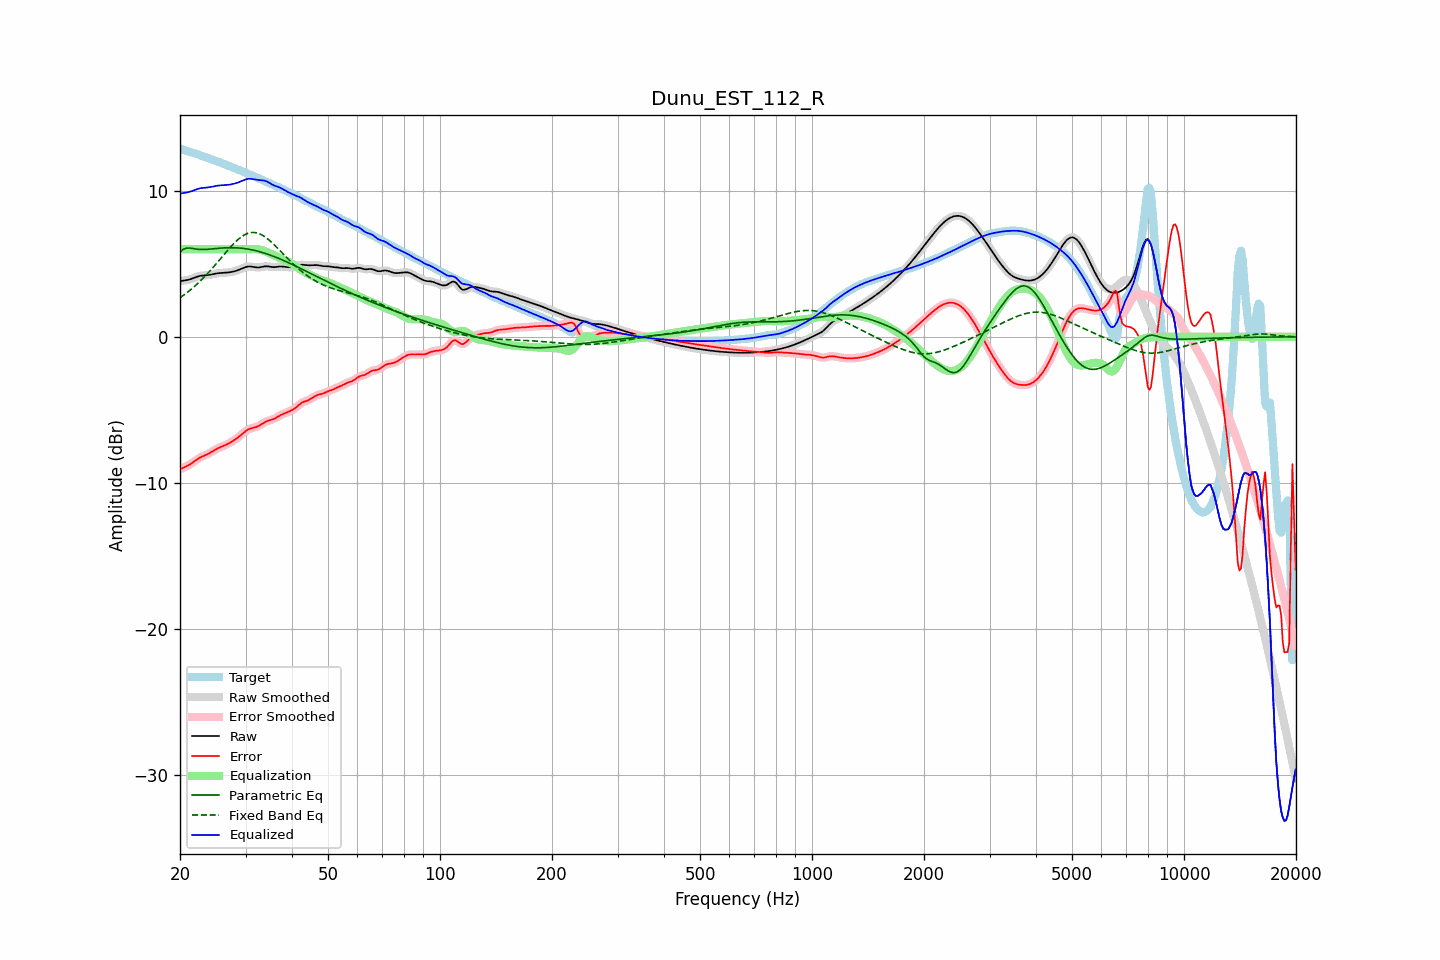 Dunu_EST_112_R
Amplitude (dBr)
10
0
−10
−20
−30
Target
Raw Smoothed
Error Smoothed
Raw
Error
Equalization
Parametric Eq
Fixed Band Eq
Equalized
20 50 100 200 500 1000 2000 5000 10000 20000
Frequency (Hz)